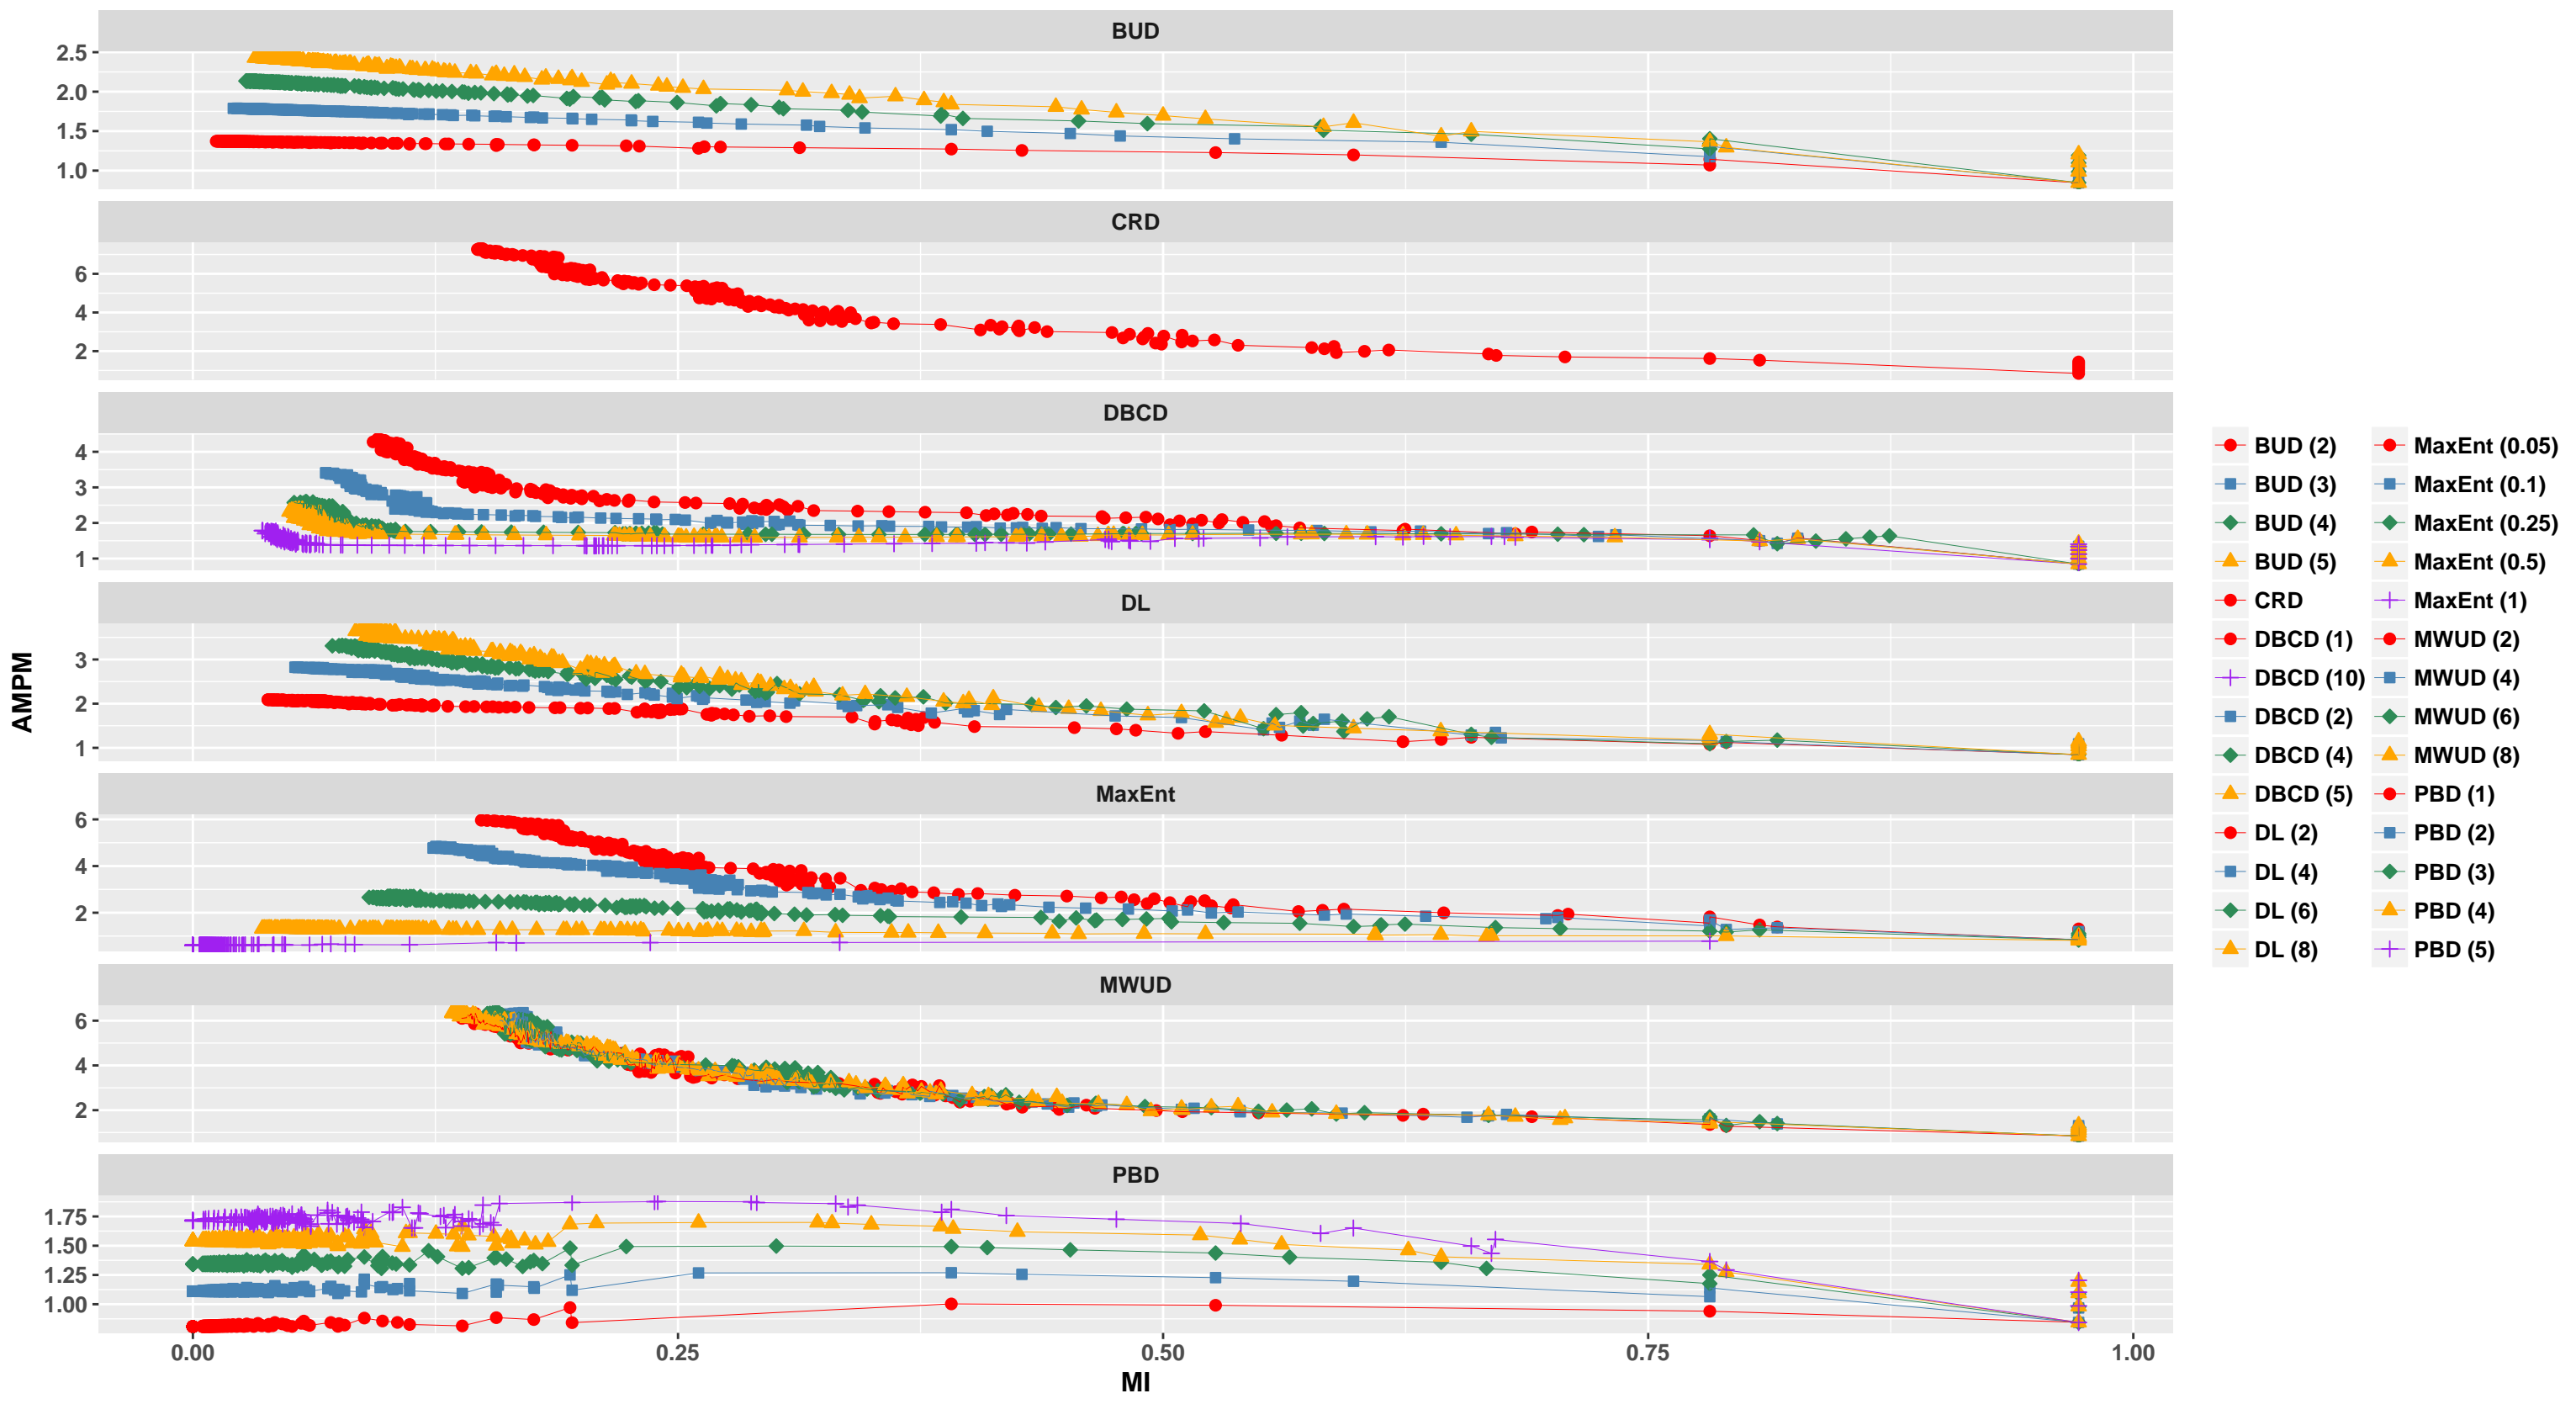 BUD
2.5
2.0
1.5
1.0
CRD
6
4
2
DBCD
4
3
2
1
DL
3
2
1
MaxEnt
6
4
2
MWUD
6
4
2
PBD
1.75
1.50
1.25
1.00
0.00 0.25 0.50 0.75 1.00
MI
AMPM
BUD (2) MaxEnt (0.05)
BUD (3) MaxEnt (0.1)
BUD (4) MaxEnt (0.25)
BUD (5) MaxEnt (0.5)
CRD MaxEnt (1)
DBCD (1) MWUD (2)
DBCD (10) MWUD (4)
DBCD (2) MWUD (6)
DBCD (4) MWUD (8)
DBCD (5) PBD (1)
DL (2) PBD (2)
DL (4) PBD (3)
DL (6) PBD (4)
DL (8) PBD (5)